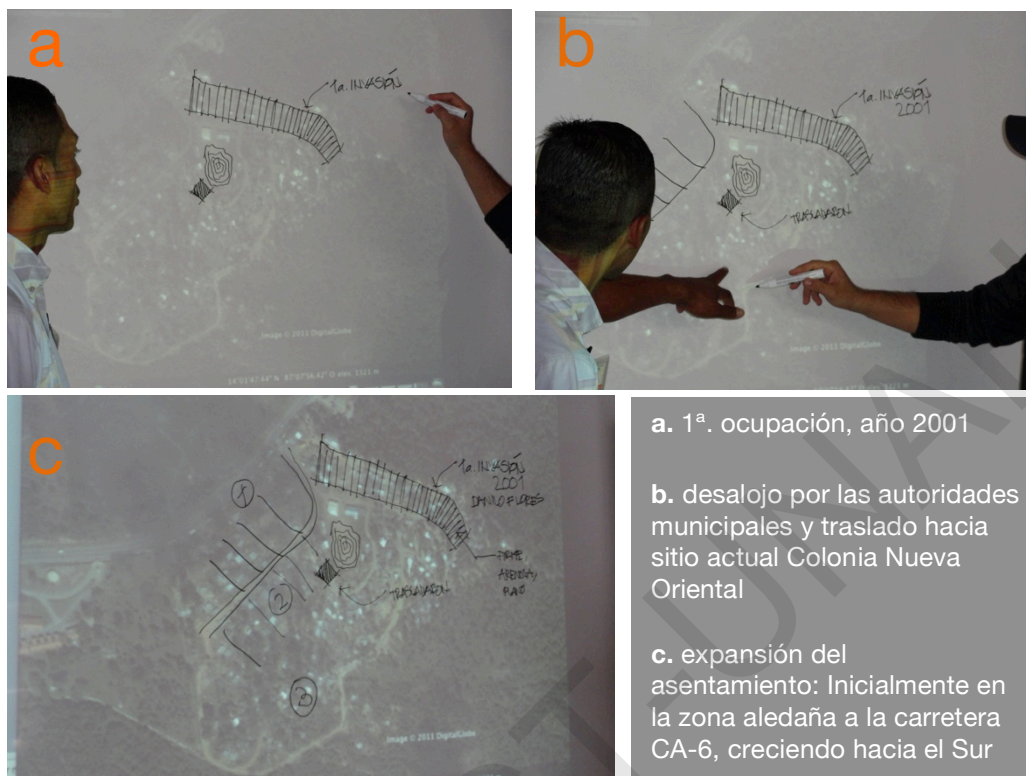 a
1a. INVASIÓN
Image © 2011 DigitalGlobe
b
1a. INVASIÓN
2001
TRASLADARON
Image © 2011 DigitalGlobe
c
1
1a. INVASIÓN
2001
DANILO FLORES
2
TRASLADARON
3
Image © 2011 DigitalGlobe
a. 1ª. ocupación, año 2001
b. desalojo por las autoridades
municipales y traslado hacia
sitio actual Colonia Nueva
Oriental
c. expansión del
asentamiento: Inicialmente en
la zona aledaña a la carretera
CA-6, creciendo hacia el Sur